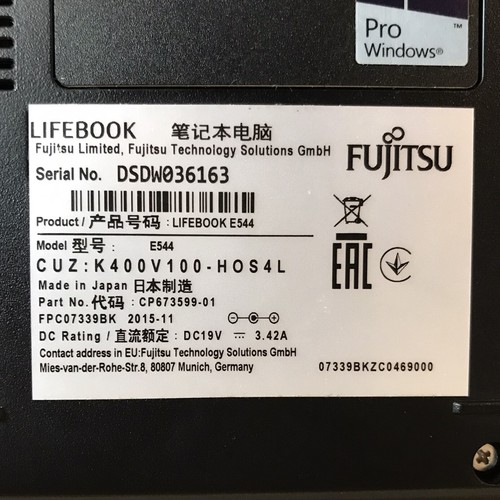 Pro
Windows®
™
LIFEBOOK 笔记本电脑
Fujitsu Limited, Fujitsu Technology Solutions GmbH
FUJITSU
Serial No. DSDW036163
Product / 产品号码 : LIFEBOOK E544
Model 型号 : E544
CUZ:K400V100-HOS4L
EAC
Made in Japan 日本制造
Part No. 代码 : CP673599-01
FPC07339BK 2015-11
DC Rating / 直流额定 : DC19V ⎓ 3.42A
Contact address in EU:Fujitsu Technology Solutions GmbH
Mies-van-der-Rohe-Str.8, 80807 Munich, Germany
07339BKZC0469000